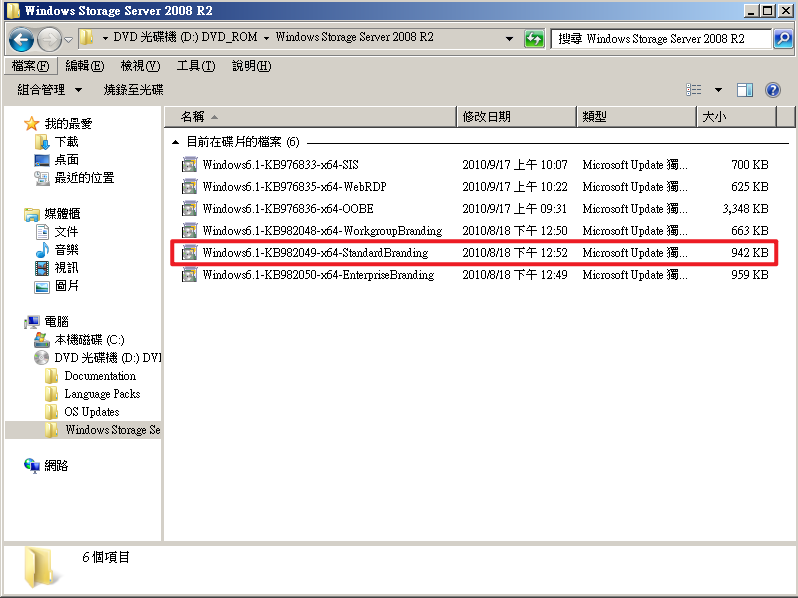 Windows Storage Server 2008 R2
DVD 光碟機 (D:) DVD_ROM Windows Storage Server 2008 R2
搜尋 Windows Storage Server 2008 R2
檔案(F) 編輯(E) 檢視(V) 工具(T) 說明(H)
組合管理 燒錄至光碟
名稱 修改日期 類型 大小
目前在碟片的檔案 (6)
Windows6.1-KB976833-x64-SIS 2010/9/17 上午 10:07 Microsoft Update 獨... 700 KB
Windows6.1-KB976835-x64-WebRDP 2010/9/17 上午 10:22 Microsoft Update 獨... 625 KB
Windows6.1-KB976836-x64-OOBE 2010/9/17 上午 09:31 Microsoft Update 獨... 3,348 KB
Windows6.1-KB982048-x64-WorkgroupBranding 2010/8/18 下午 12:50 Microsoft Update 獨... 663 KB
Windows6.1-KB982049-x64-StandardBranding 2010/8/18 下午 12:52 Microsoft Update 獨... 942 KB
Windows6.1-KB982050-x64-EnterpriseBranding 2010/8/18 下午 12:49 Microsoft Update 獨... 959 KB
我的最愛
下載
桌面
最近的位置
媒體櫃
文件
音樂
視訊
圖片
電腦
本機磁碟 (C:)
DVD 光碟機 (D:) DVI
Documentation
Language Packs
OS Updates
Windows Storage Se
網路
6 個項目